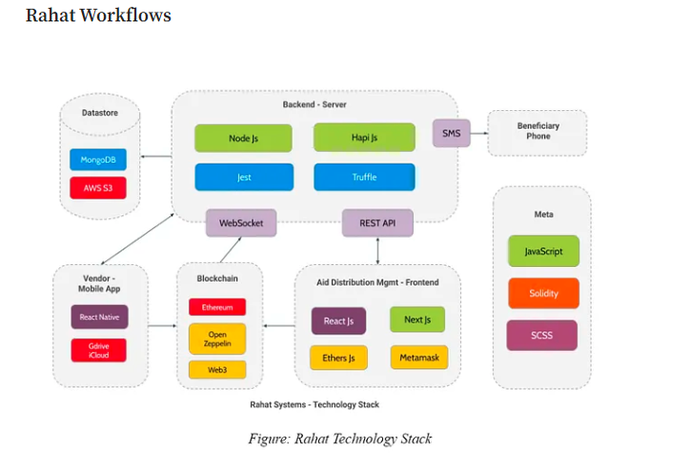 Rahat Workflows
Backend - Server
Datastore
Node Js
Hapi Js
SMS
Beneficiary
Phone
MongoDB
AWS S3
Jest
Truffle
WebSocket
REST API
Meta
JavaScript
Solidity
SCSS
Vendor -
Mobile App
React Native
Gdrive
iCloud
Blockchain
Ethereum
Open
Zeppelin
Web3
Aid Distribution Mgmt - Frontend
React Js
Next Js
Ethers Js
Metamask
Rahat Systems - Technology Stack
Figure: Rahat Technology Stack